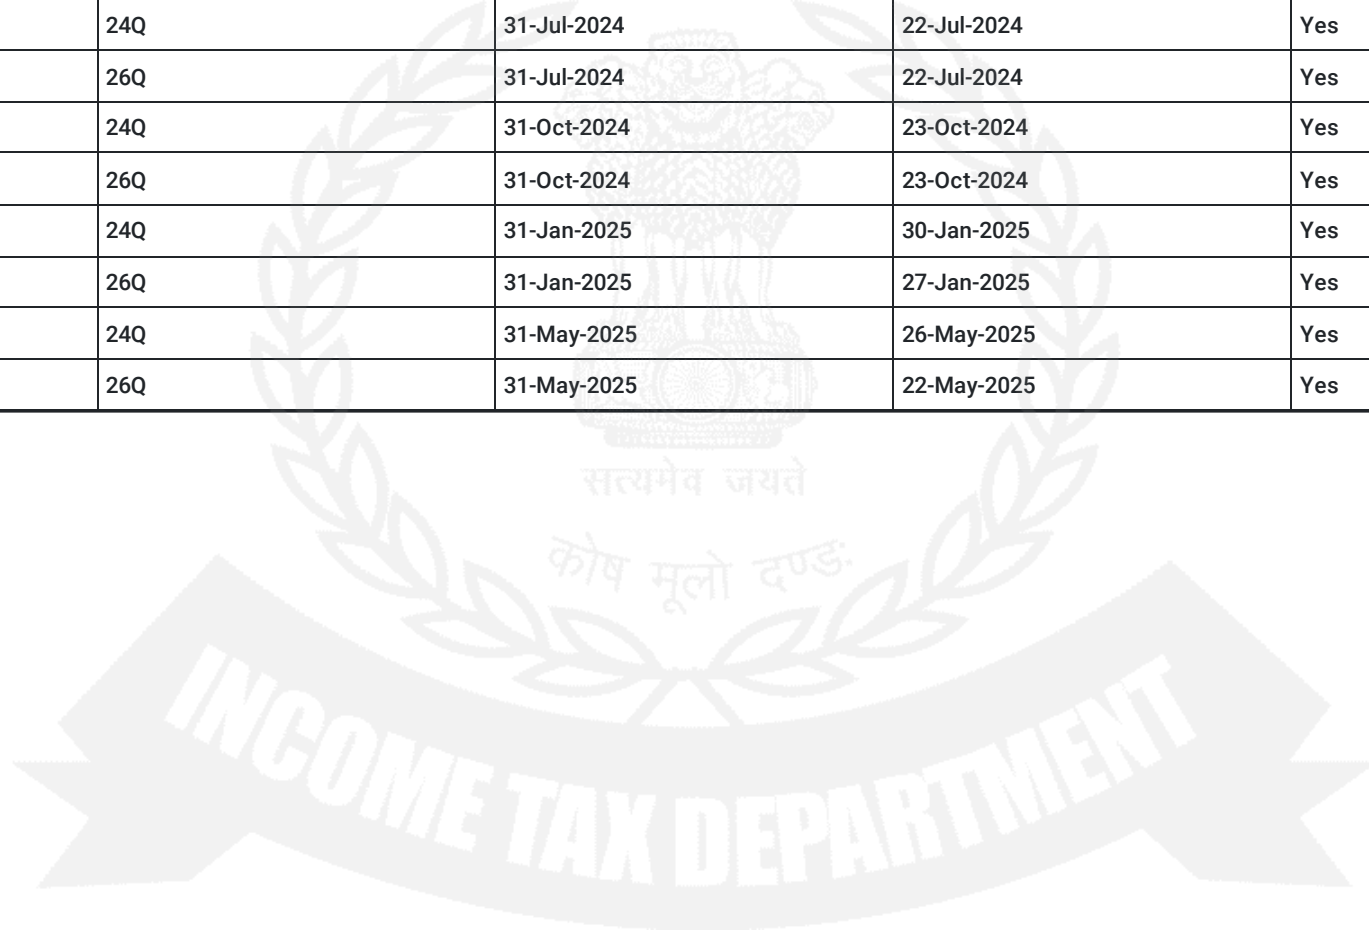 24Q 31-Jul-2024 22-Jul-2024 Yes
26Q 31-Jul-2024 22-Jul-2024 Yes
24Q 31-Oct-2024 23-Oct-2024 Yes
26Q 31-Oct-2024 23-Oct-2024 Yes
24Q 31-Jan-2025 30-Jan-2025 Yes
26Q 31-Jan-2025 27-Jan-2025 Yes
24Q 31-May-2025 26-May-2025 Yes
26Q 31-May-2025 22-May-2025 Yes
सत्यमेव जयते
कोष मूलो दण्डः
INCOME TAX DEPARTMENT